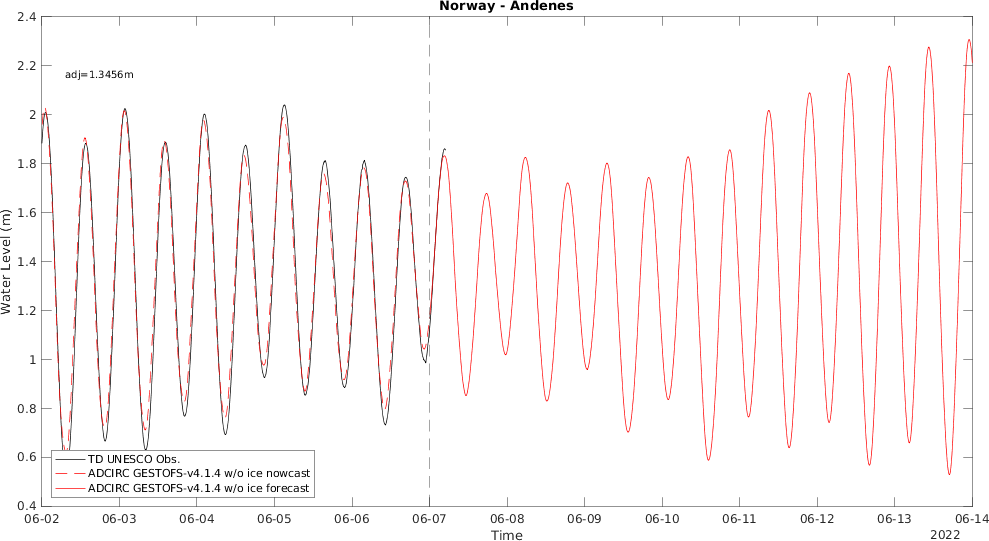 Norway - Andenes
2.4
2.2
adj=1.3456m
2
1.8
1.6
1.4
Water Level (m)
1.2
1
0.8
0.6
0.4
TD UNESCO Obs.
ADCIRC GESTOFS-v4.1.4 w/o ice nowcast
ADCIRC GESTOFS-v4.1.4 w/o ice forecast
06-02 06-03 06-04 06-05 06-06 06-07 06-08 06-09 06-10 06-11 06-12 06-13 06-14
Time
2022